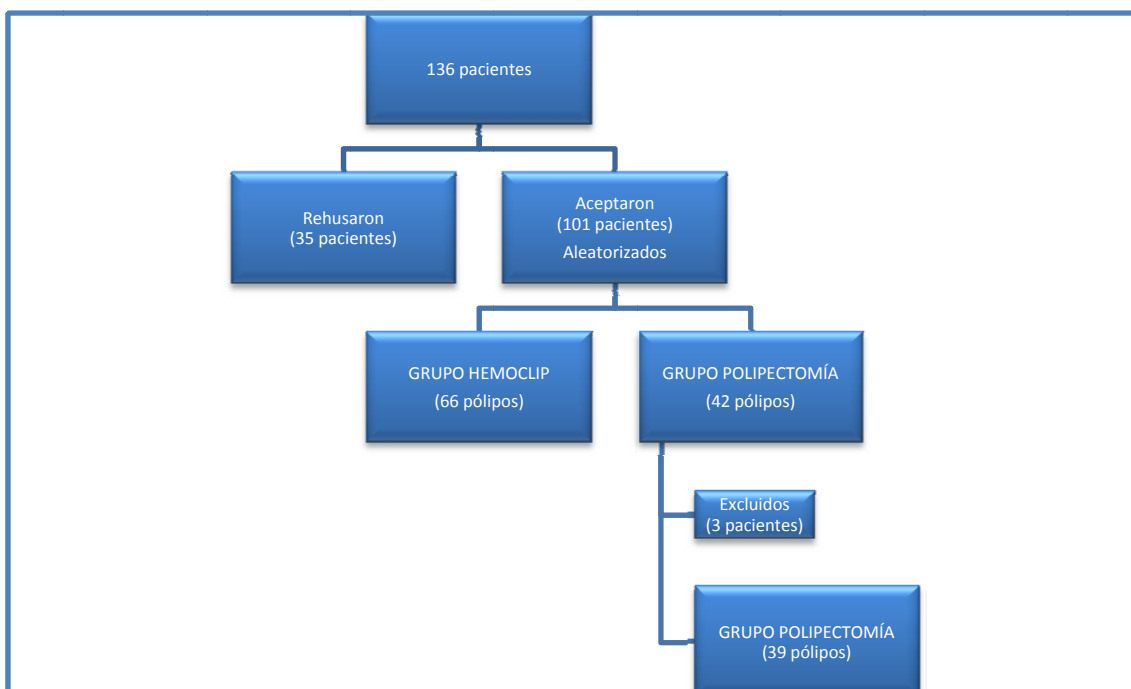 136 pacientes
Rehusaron
(35 pacientes)
Aceptaron
(101 pacientes)
Aleatorizados
GRUPO HEMOCLIP
(66 pólipos)
GRUPO POLIPECTOMÍA
(42 pólipos)
Excluidos
(3 pacientes)
GRUPO POLIPECTOMÍA
(39 pólipos)